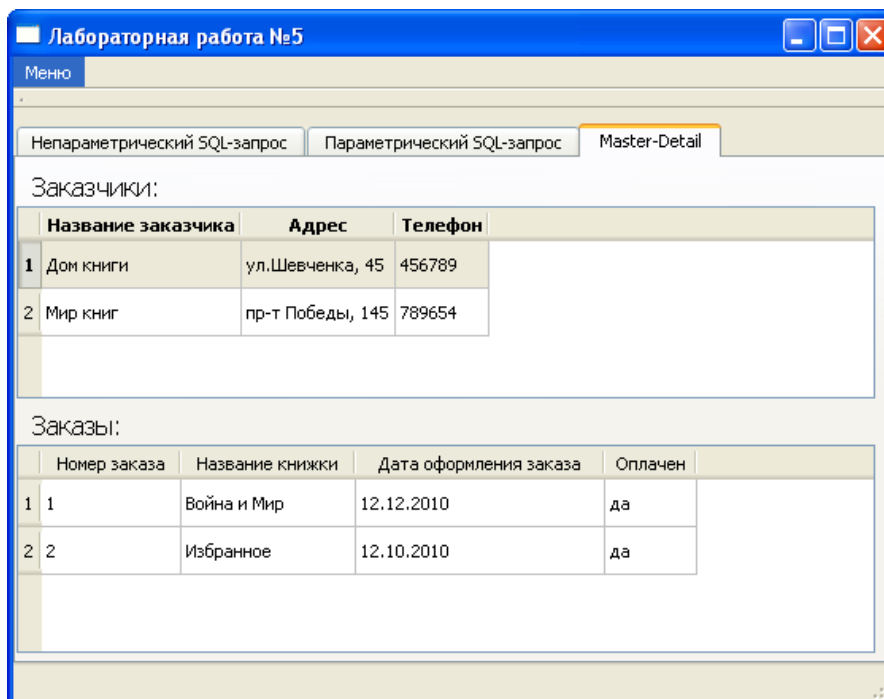 Лабораторная работа №5
Меню
Непараметрический SQL-запрос Параметрический SQL-запрос Master-Detail
Заказчики:
Название заказчика Адрес Телефон
1 Дом книги ул.Шевченка, 45 456789
2 Мир книг пр-т Победы, 145 789654
Заказы:
Номер заказа Название книжки Дата оформления заказа Оплачен
1 1 Война и Мир 12.12.2010 да
2 2 Избранное 12.10.2010 да